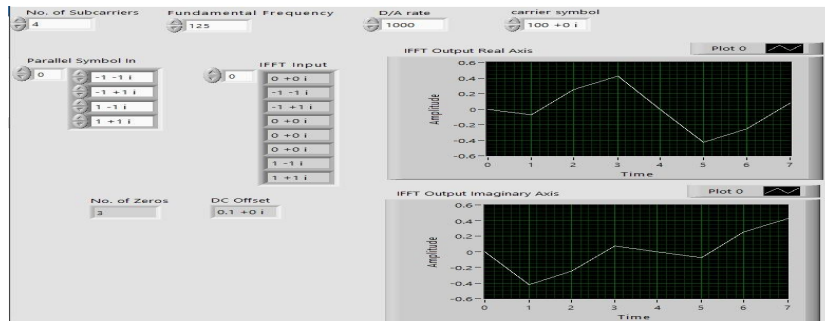 No. of Subcarriers Fundamental Frequency D/A rate carrier symbol
4 125 1000 100 +0 i
Parallel Symbol In
0
-1 -1 i
-1 +1 i
1 -1 i
1 +1 i
IFFT Input
0
0 +0 i
-1 -1 i
-1 +1 i
0 +0 i
0 +0 i
0 +0 i
1 -1 i
1 +1 i
No. of Zeros DC Offset
3 0.1 +0 i
IFFT Output Real Axis Plot 0
0.6
0.4
0.2
0
-0.2
-0.4
-0.6
Amplitude
0 1 2 3 4 5 6 7
Time
IFFT Output Imaginary Axis Plot 0
0.6
0.4
0.2
0
-0.2
-0.4
-0.6
Amplitude
0 1 2 3 4 5 6 7
Time